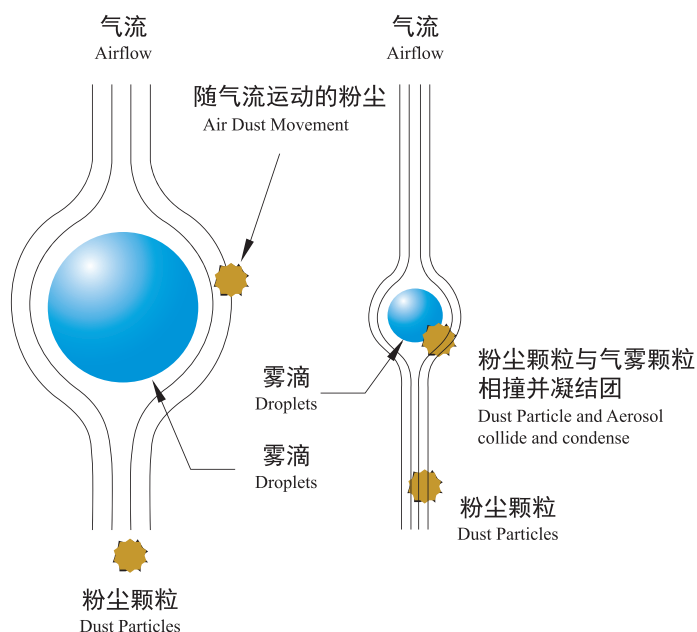 气流
Airflow
气流
Airflow
随气流运动的粉尘
Air Dust Movement
雾滴
Droplets
粉尘颗粒与气雾颗粒
相撞并凝结团
Dust Particle and Aerosol
collide and condense
雾滴
Droplets
粉尘颗粒
Dust Particles
粉尘颗粒
Dust Particles